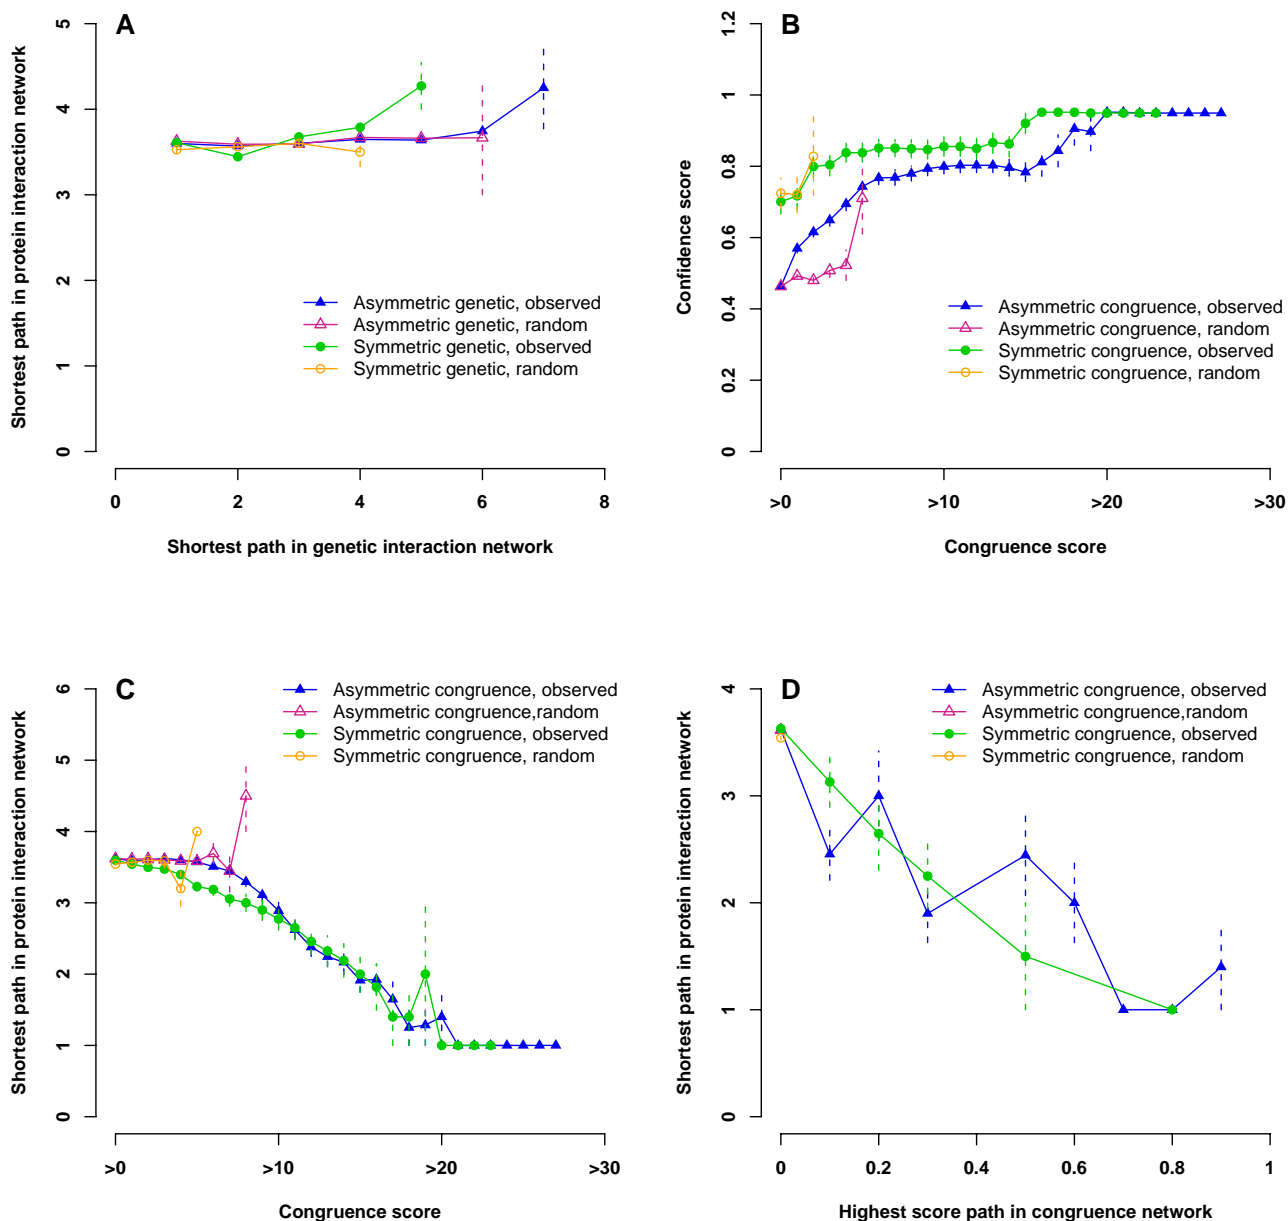 A
Shortest path in protein interaction network
5
4
3
2
1
0
Asymmetric genetic, observed
Asymmetric genetic, random
Symmetric genetic, observed
Symmetric genetic, random
0 2 4 6 8
Shortest path in genetic interaction network
B
Confidence score
1.2
1
0.8
0.6
0.4
0.2
0
Asymmetric congruence, observed
Asymmetric congruence, random
Symmetric congruence, observed
Symmetric congruence, random
>0 >10 >20 >30
Congruence score
C
Shortest path in protein interaction network
6
5
4
3
2
1
0
Asymmetric congruence, observed
Asymmetric congruence,random
Symmetric congruence, observed
Symmetric congruence, random
>0 >10 >20 >30
Congruence score
D
Shortest path in protein interaction network
4
3
2
1
0
Asymmetric congruence, observed
Asymmetric congruence,random
Symmetric congruence, observed
Symmetric congruence, random
0 0.2 0.4 0.6 0.8 1
Highest score path in congruence network